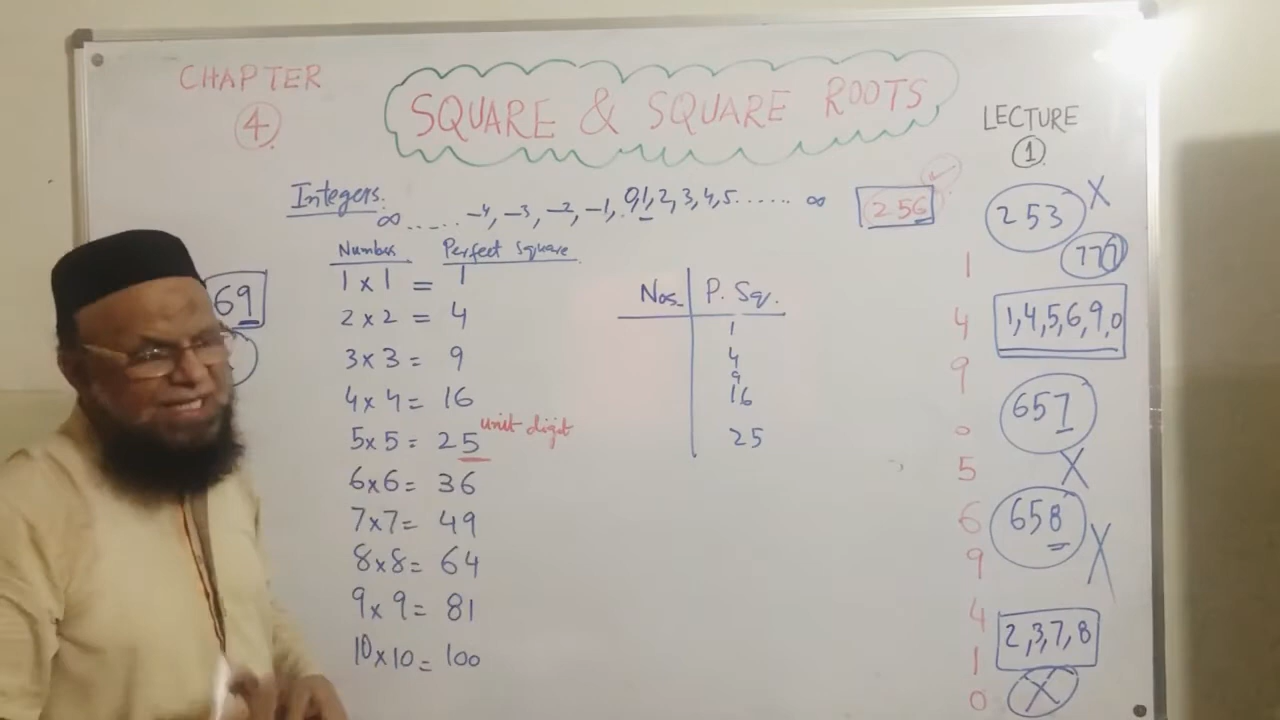 CHAPTER
4.
SQUARE & SQUARE ROOTS
LECTURE
1
Integers.
∞ ...... -4, -3, -2, -1, 0,1,2,3,4,5...... ∞
256
253 X
777
69
Number Perfect Square
1 x 1 = 1
2 x 2 = 4
3 x 3 = 9
4 x 4 = 16
5 x 5 = 25 unit digit
6 x 6 = 36
7 x 7 = 49
8 x 8 = 64
9 x 9 = 81
10 x 10 = 100
Nos. P. Sq.
1
4
9
16
25
1
4
9
0
5
6
9
4
1
0
1,4,5,6,9,0
657
X
658
X
2,3,7,8
X